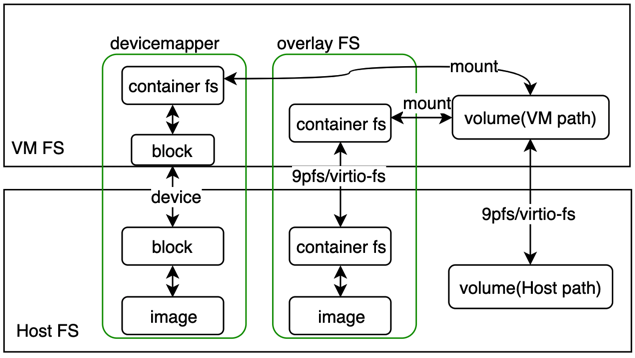 devicemapper
overlay FS
container fs
mount
mount
container fs
volume(VM path)
VM FS
block
9pfs/virtio-fs
device
9pfs/virtio-fs
block
container fs
volume(Host path)
Host FS
image
image